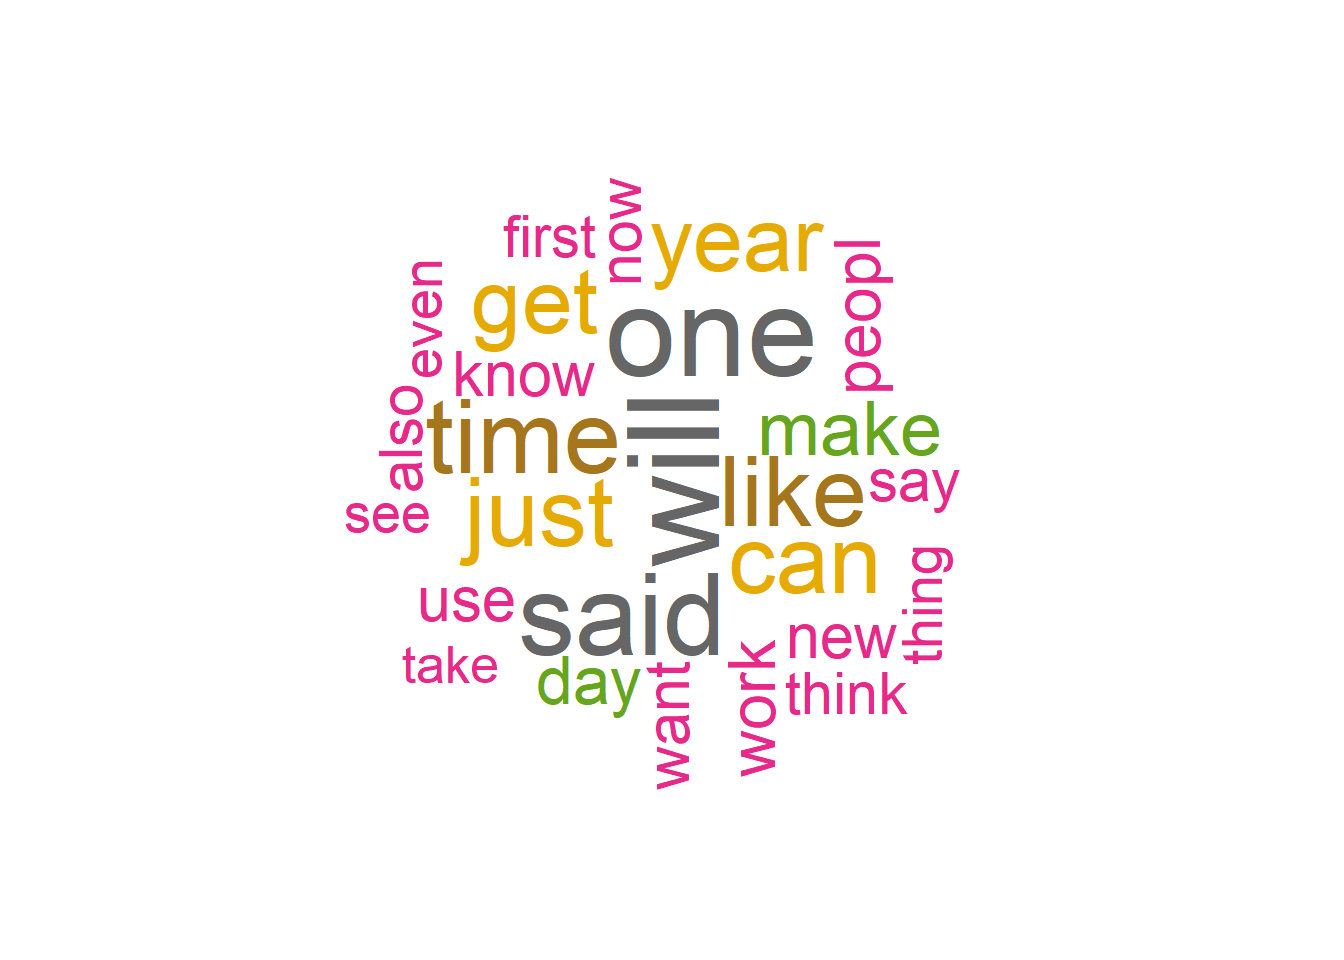 now
first
year
peopl
even
get
one
know
also
time
will
make
like
say
see
just
can
use
said
thing
new
take
day
want
work
think